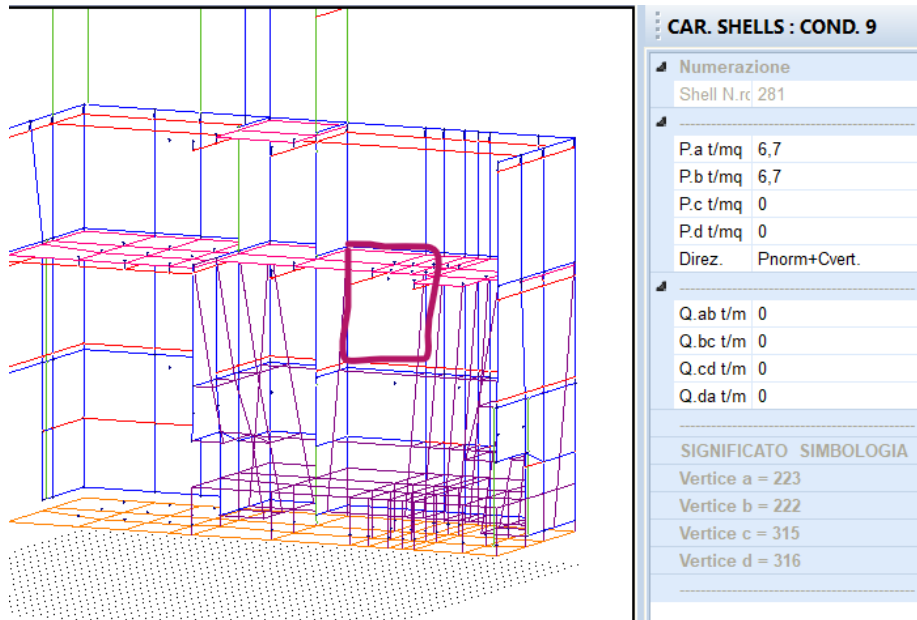 CAR. SHELLS : COND. 9
Numerazione
Shell N.rc 281
P.a t/mq 6,7
P.b t/mq 6,7
P.c t/mq 0
P.d t/mq 0
Direz. Pnorm+Cvert.
Q.ab t/m 0
Q.bc t/m 0
Q.cd t/m 0
Q.da t/m 0
SIGNIFICATO SIMBOLOGIA
Vertice a = 223
Vertice b = 222
Vertice c = 315
Vertice d = 316